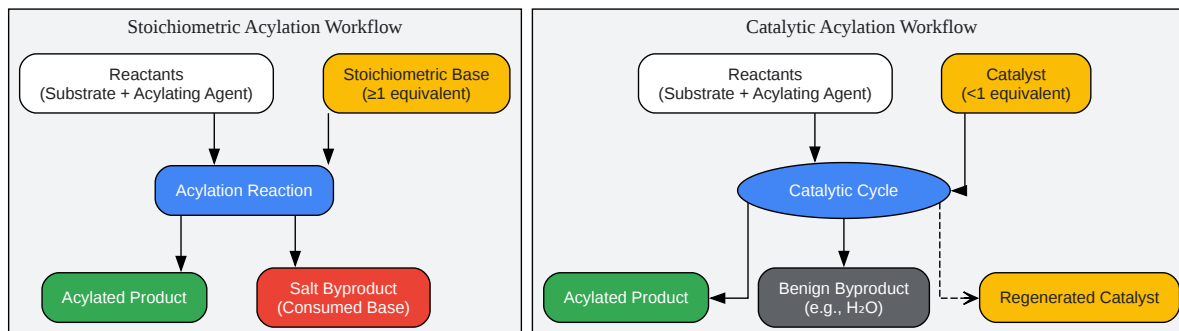 Stoichiometric Acylation Workflow
Reactants
(Substrate + Acylating Agent)
Stoichiometric Base
(≥1 equivalent)
Acylation Reaction
Acylated Product
Salt Byproduct
(Consumed Base)
Catalytic Acylation Workflow
Reactants
(Substrate + Acylating Agent)
Catalyst
(<1 equivalent)
Catalytic Cycle
Acylated Product
Benign Byproduct
(e.g., H₂O)
Regenerated Catalyst